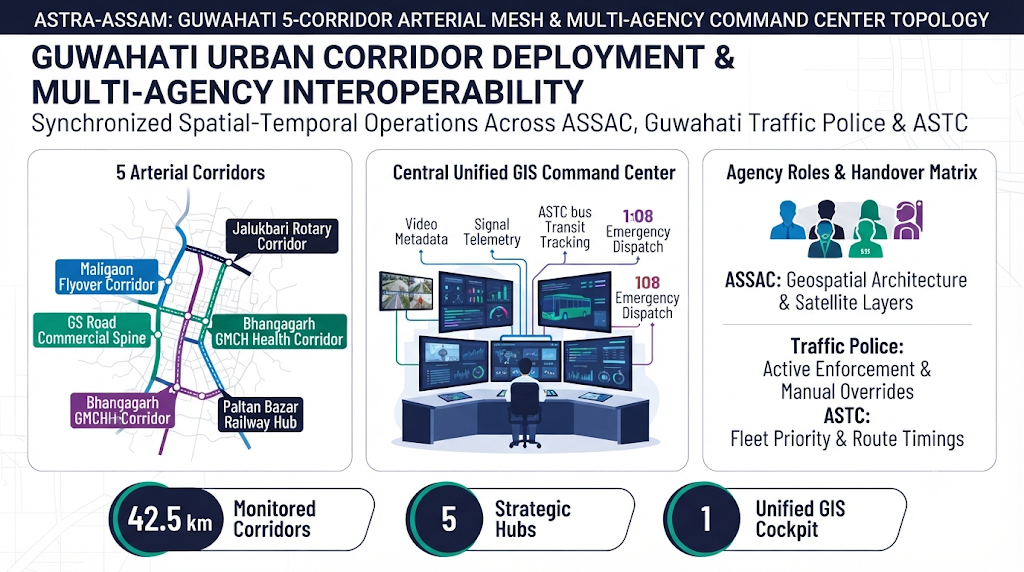 ASTRA-ASSAM: GUWAHATI 5-CORRIDOR ARTERIAL MESH & MULTI-AGENCY COMMAND CENTER TOPOLOGY
GUWAHATI URBAN CORRIDOR DEPLOYMENT &
MULTI-AGENCY INTEROPERABILITY
Synchronized Spatial-Temporal Operations Across ASSAC, Guwahati Traffic Police & ASTC
5 Arterial Corridors
Jalukbari Rotary
Corridor
Maligaon
Flyover Corridor
GS Road
Commercial Spine
Bhangagarh
GMCH Health Corridor
Bhangagarh
GMCHH Corridor
Paltan Bazar
Railway Hub
Central Unified GIS Command Center
Video
Metadata
Signal
Telemetry
ASTC bus
Transit
Tracking
1:08
Emergency
Dispatch
108
Emergency
Dispatch
Agency Roles & Handover Matrix
ASSAC: Geospatial Architecture
& Satellite Layers
Traffic Police:
Active Enforcement &
Manual Overrides
ASTC:
Fleet Priority & Route Timings
42.5 km
Monitored
Corridors
5
Strategic
Hubs
1
Unified GIS
Cockpit